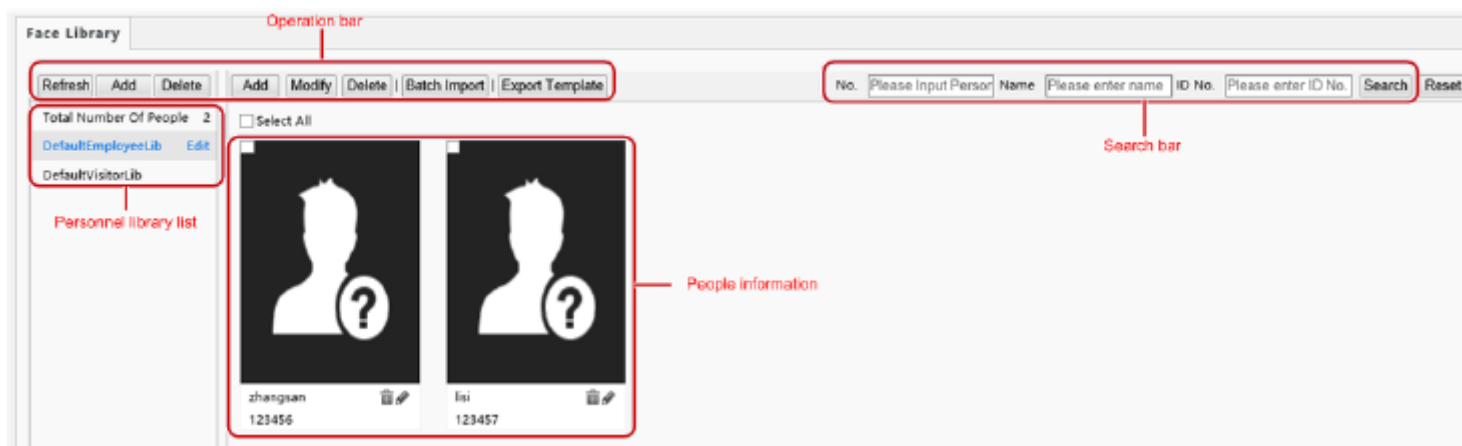 Operation bar
Face Library
Refresh Add Delete Add Modify Delete | Batch Import | Export Template No. Please Input Person Name Please enter name ID No. Please enter ID No. Search Reset
Total Number Of People 2
Select All
DefaultEmployeeLib Edit
Search bar
DefaultVisitorLib
Personnel library list
People information
zhangsan lisi
123456 123457